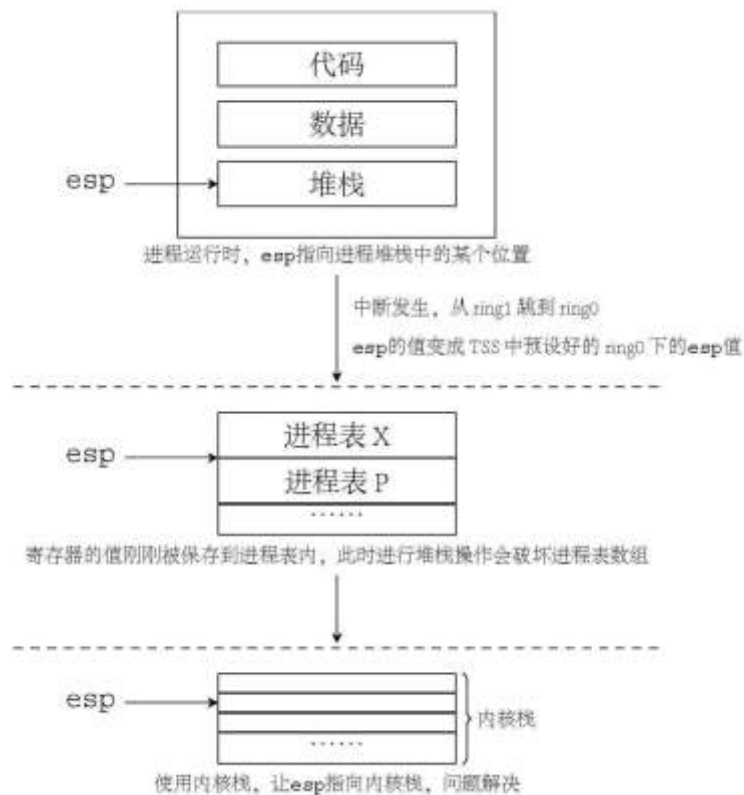 代码
数据
esp
堆栈
进程运行时，esp指向进程堆栈中的某个位置
中断发生，从 ring1 跳到 ring0
esp的值变成 TSS 中预设好的 ring0 下的esp值
进程表 X
esp
进程表 P
······
寄存器的值刚刚被保存到进程表内，此时进行堆栈操作会破坏进程表数组
esp
内核栈
······
使用内核栈，让esp指向内核栈，问题解决